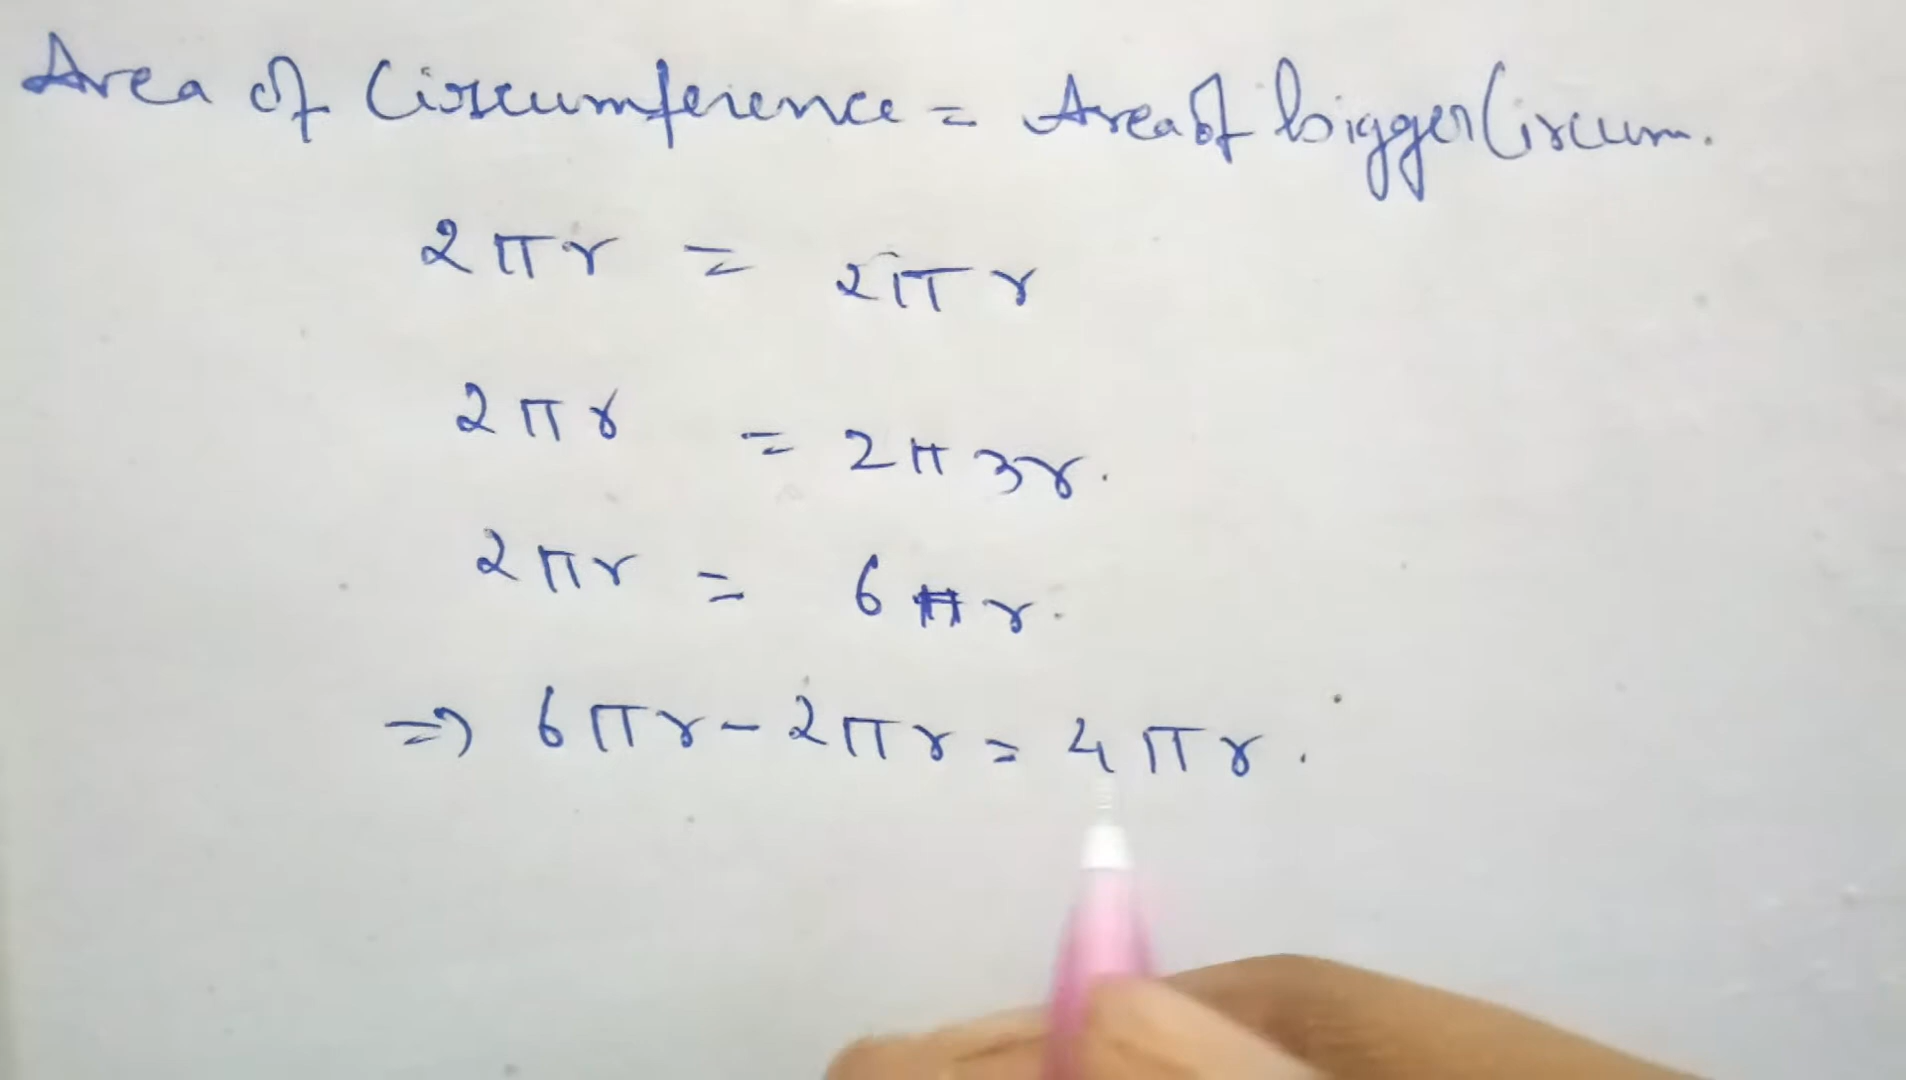 Area of Circumference = Area of bigger Circum.
2πr = 2πr
2πr = 2π3r.
2πr = 6πr.
⇒ 6πr - 2πr = 4πr.